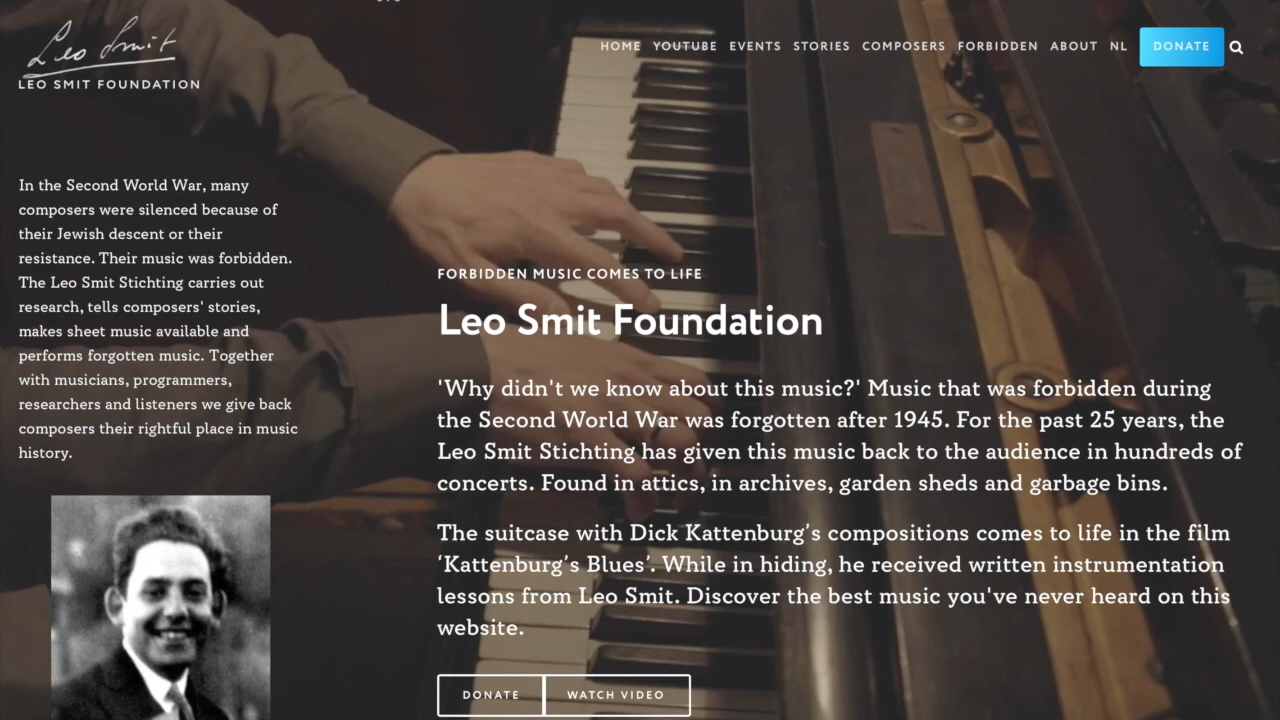 Leo Smit
LEO SMIT FOUNDATION
HOME YOUTUBE EVENTS STORIES COMPOSERS FORBIDDEN ABOUT NL DONATE
In the Second World War, many
composers were silenced because of
their Jewish descent or their
resistance. Their music was forbidden.
The Leo Smit Stichting carries out
research, tells composers' stories,
makes sheet music available and
performs forgotten music. Together
with musicians, programmers,
researchers and listeners we give back
composers their rightful place in music
history.
FORBIDDEN MUSIC COMES TO LIFE
Leo Smit Foundation
'Why didn't we know about this music?' Music that was forbidden during
the Second World War was forgotten after 1945. For the past 25 years, the
Leo Smit Stichting has given this music back to the audience in hundreds of
concerts. Found in attics, in archives, garden sheds and garbage bins.
The suitcase with Dick Kattenburg's compositions comes to life in the film
‘Kattenburg's Blues’. While in hiding, he received written instrumentation
lessons from Leo Smit. Discover the best music you've never heard on this
website.
DONATE WATCH VIDEO